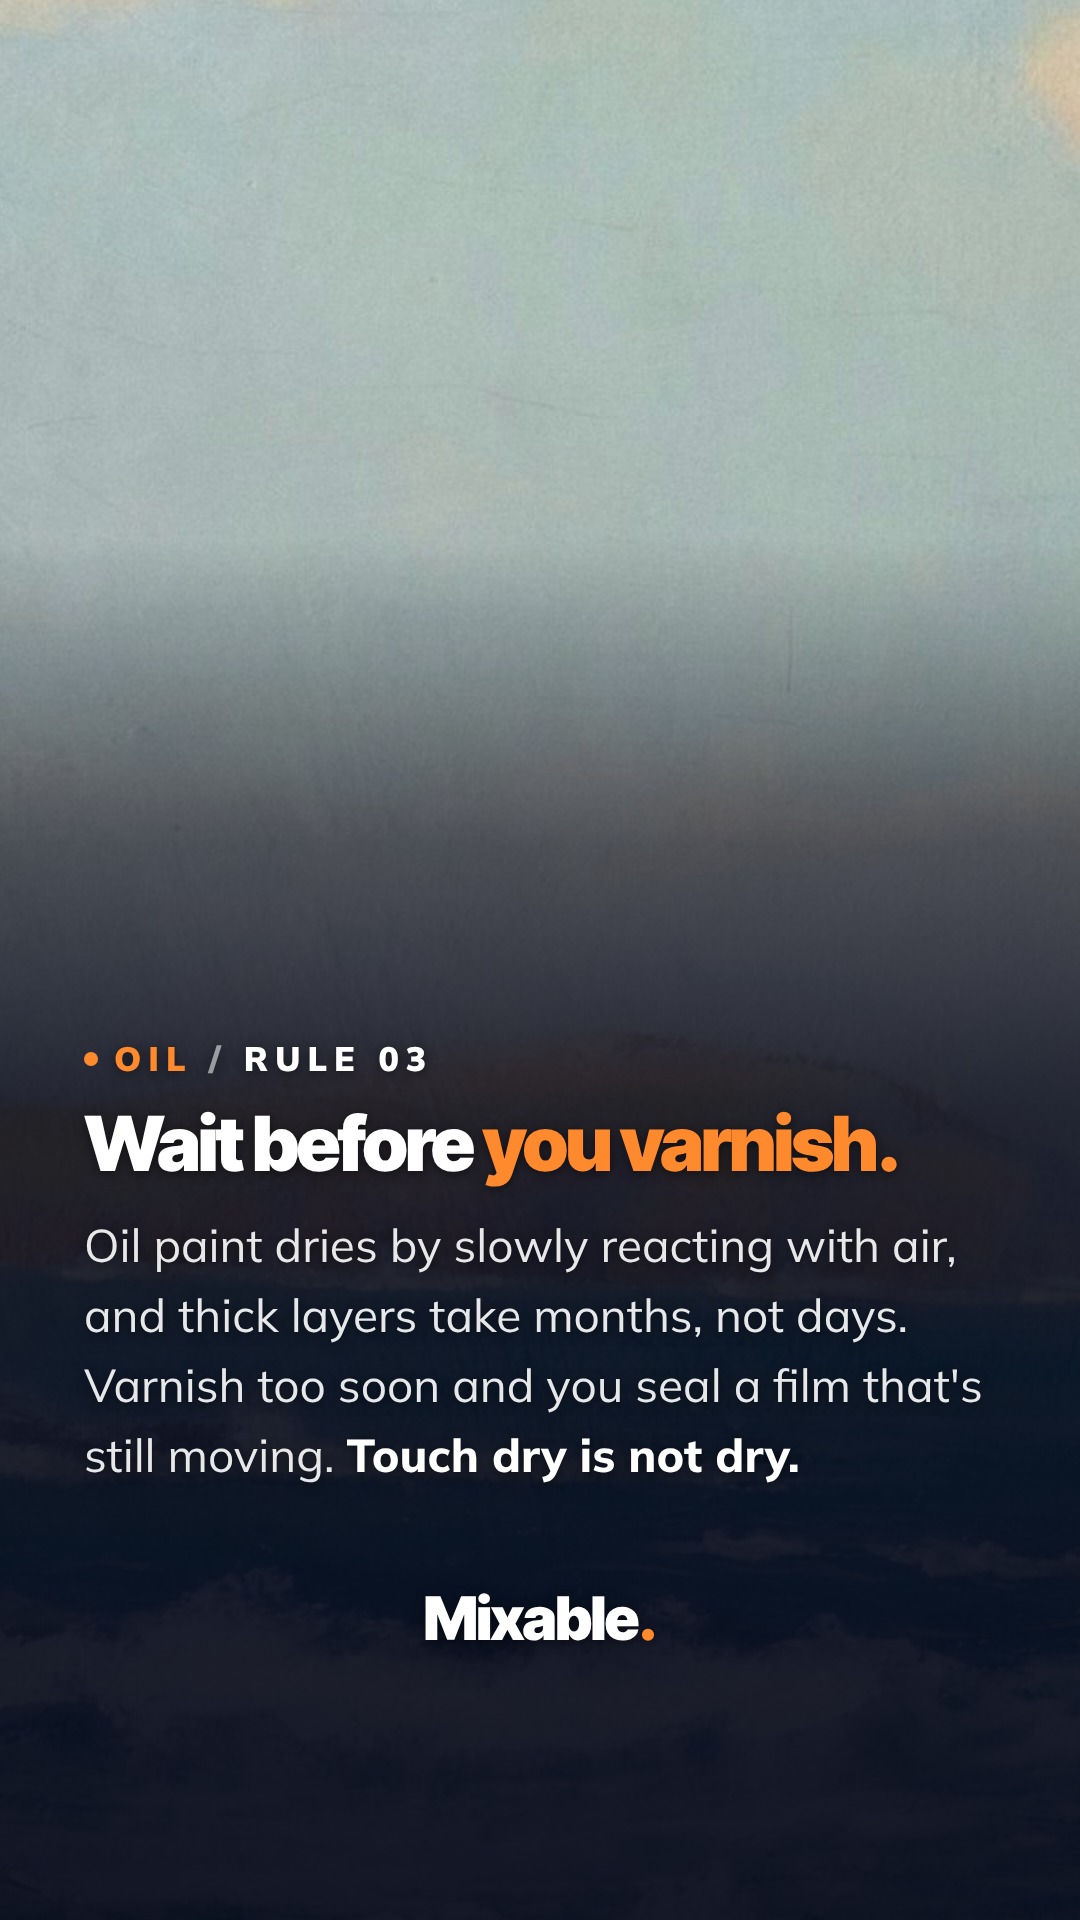 • OIL / RULE 03
Wait before you varnish.
Oil paint dries by slowly reacting with air,
and thick layers take months, not days.
Varnish too soon and you seal a film that's
still moving. Touch dry is not dry.
Mixable.